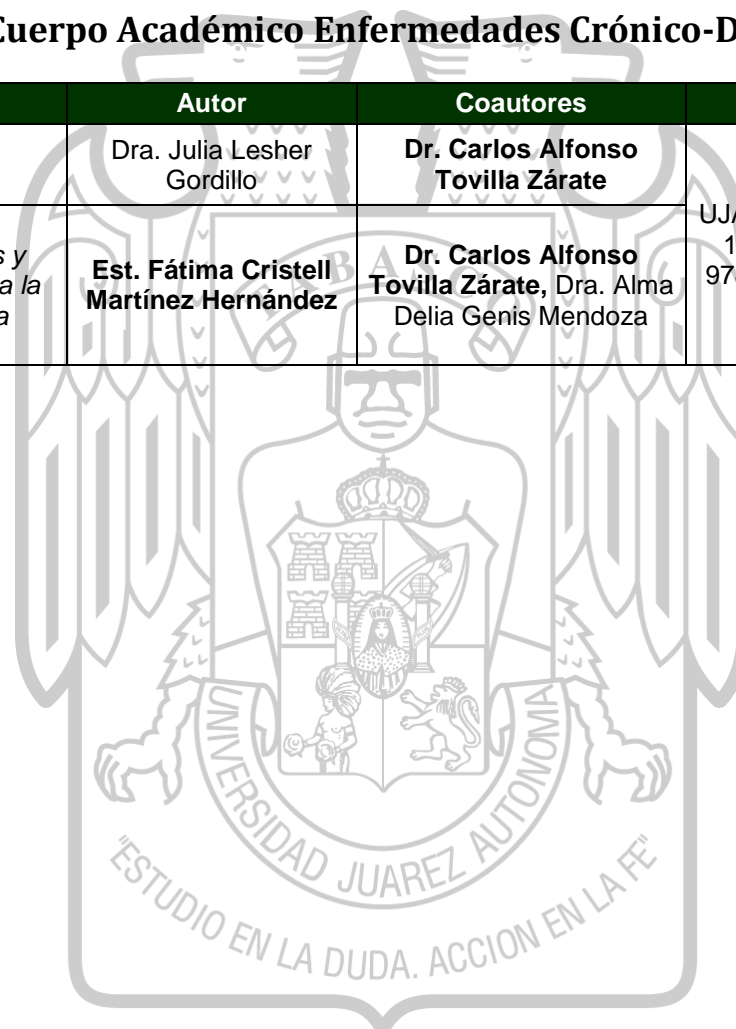 Cuerpo Académico Enfermedades Crónico-D
Autor
Coautores
Dra. Julia Lesher
Gordillo
Dr. Carlos Alfonso
Tovilla Zárate
y
a la
a
Est. Fátima Cristell
Martínez Hernández
Dr. Carlos Alfonso
Tovilla Zárate, Dra. Alma
Delia Genis Mendoza
UJA
1
97
TABASCO
UNIVERSIDAD JUAREZ AUTONOMA
"ESTUDIO EN LA DUDA. ACCION EN LA FE"